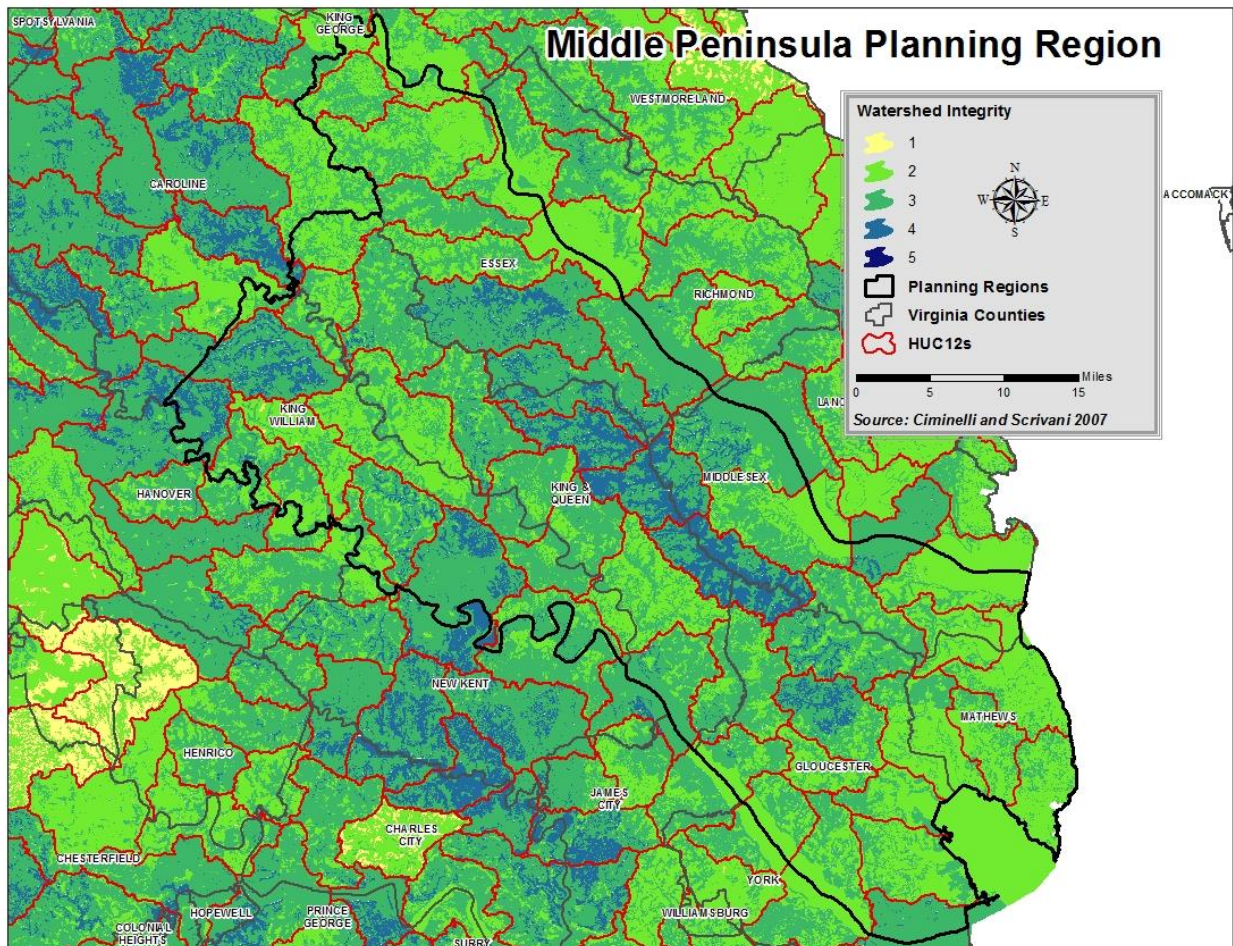 Middle Peninsula Planning Region
SPOTSYLVANIA
KING
GEORGE
WESTMORELAND
CAROLINE
ACCOMACK
ESSEX
RICHMOND
LANC
KING
WILLIAM
HANOVER
KING &
QUEEN
MIDDLESEX
NEW KENT
MATHEWS
HENRICO
GLOUCESTER
JAMES
CITY
CHARLES
CITY
CHESTERFIELD
YORK
HOPEWELL
PRINCE
GEORGE
WILLIAMSBURG
COLONIAL
HEIGHTS
SURRY
Watershed Integrity
1
2
3
4
5
N
W E
S
Planning Regions
Virginia Counties
HUC12s
Miles
0 5 10 15
Source: Ciminelli and Scrivani 2007